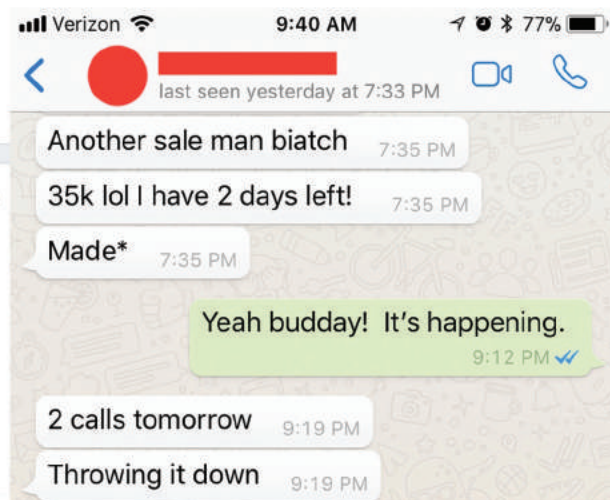 Verizon 9:40 AM 77%
last seen yesterday at 7:33 PM
Another sale man biatch 7:35 PM
35k lol I have 2 days left! 7:35 PM
Made* 7:35 PM
Yeah budday! It's happening.
9:12 PM
2 calls tomorrow 9:19 PM
Throwing it down 9:19 PM